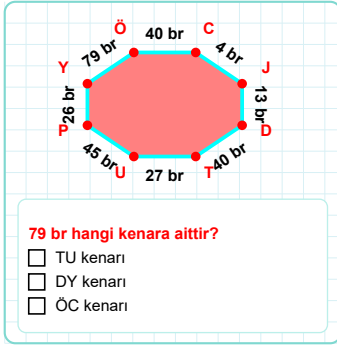 Ö 40 br C
79 br 4 br
Y J
26 br 13 br
P D
45 br 40 br
U 27 br T
79 br hangi kenara aittir?
TU kenarı
DY kenarı
ÖC kenarı